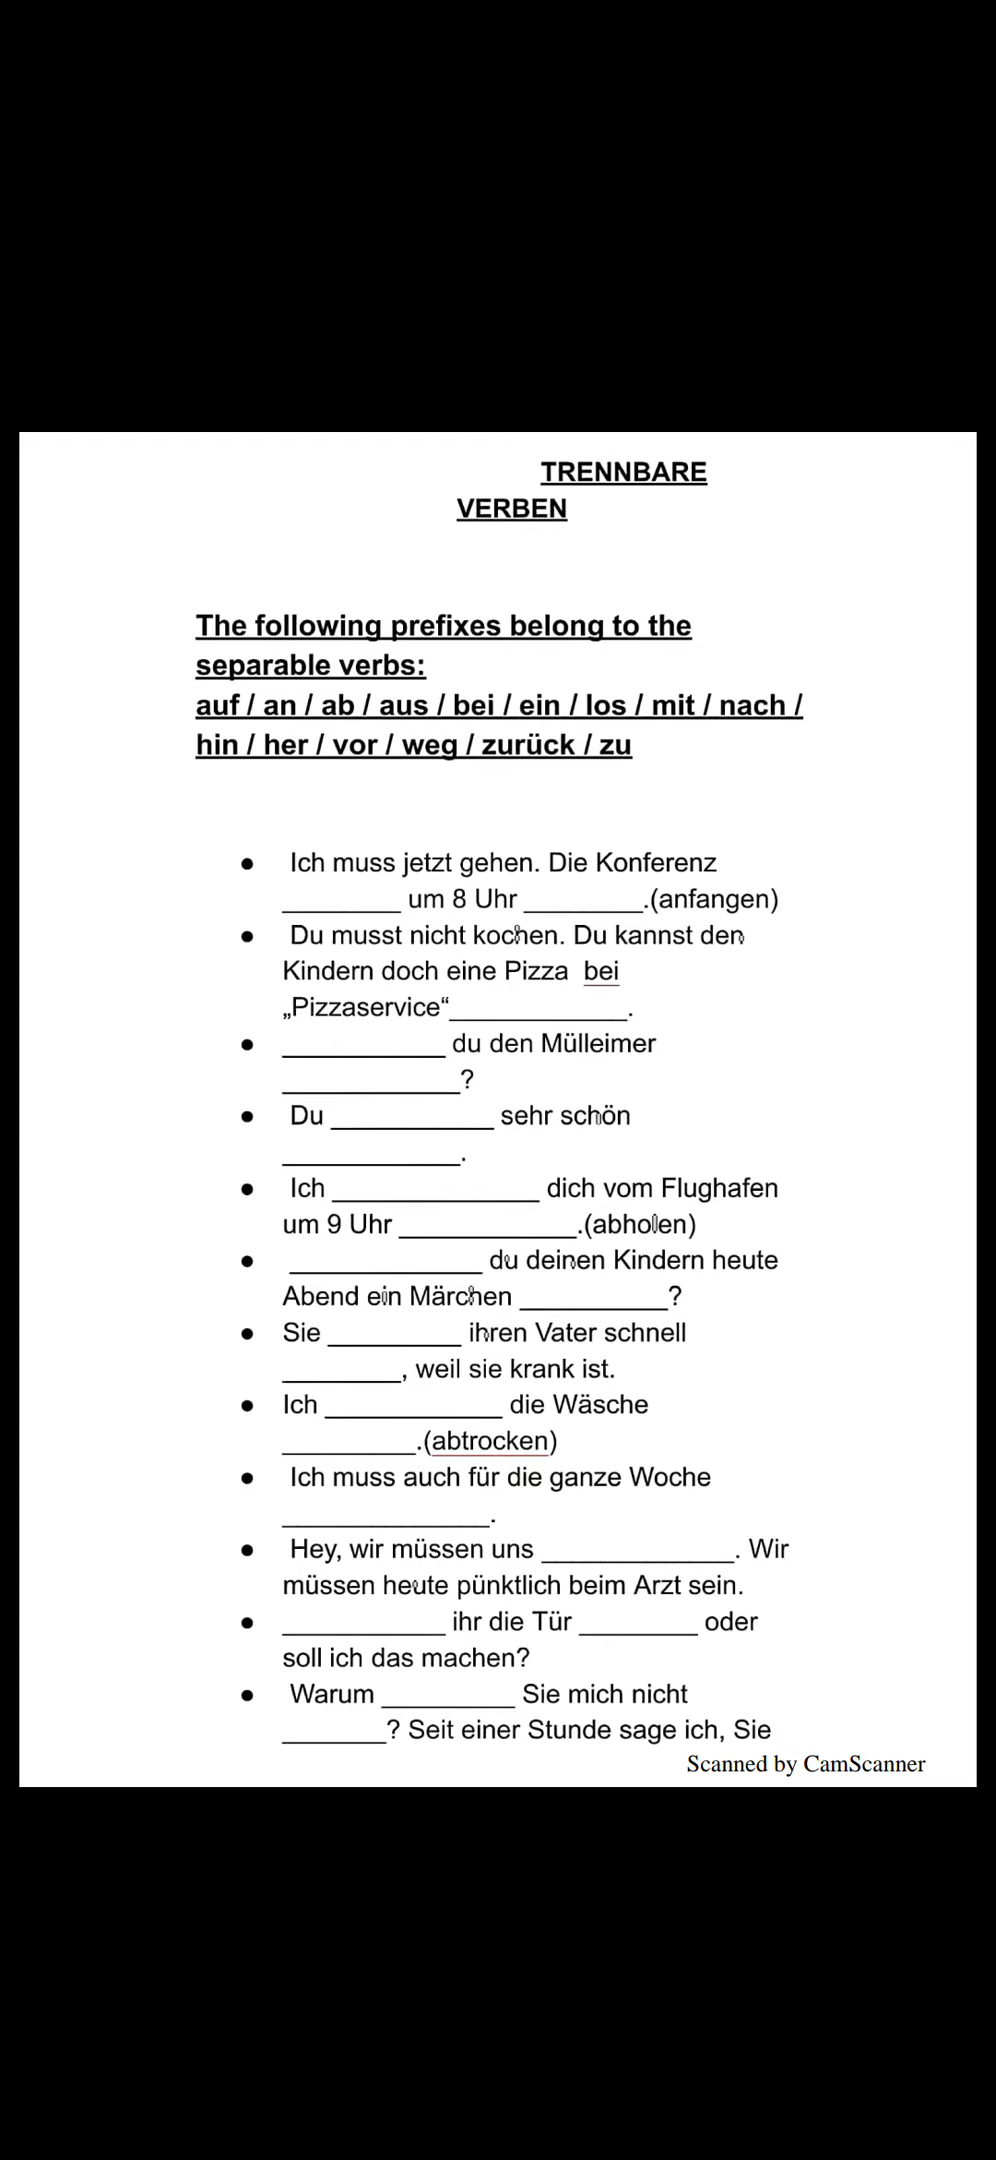 TRENNBARE
VERBEN
The following prefixes belong to the
separable verbs:
auf / an / ab / aus / bei / ein / los / mit / nach /
hin / her / vor / weg / zurück / zu
● Ich muss jetzt gehen. Die Konferenz
________ um 8 Uhr ________.(anfangen)
● Du musst nicht kochen. Du kannst den
Kindern doch eine Pizza bei
„Pizzaservice“____________.
● ___________ du den Mülleimer
____________?
● Du ___________ sehr schön
____________.
● Ich ______________ dich vom Flughafen
um 9 Uhr ____________.(abholen)
● _____________ du deinen Kindern heute
Abend ein Märchen __________?
● Sie _________ ihren Vater schnell
________, weil sie krank ist.
● Ich ____________ die Wäsche
_________.(abtrocken)
● Ich muss auch für die ganze Woche
______________.
● Hey, wir müssen uns _____________. Wir
müssen heute pünktlich beim Arzt sein.
● ___________ ihr die Tür ________ oder
soll ich das machen?
● Warum _________ Sie mich nicht
_______? Seit einer Stunde sage ich, Sie
Scanned by CamScanner